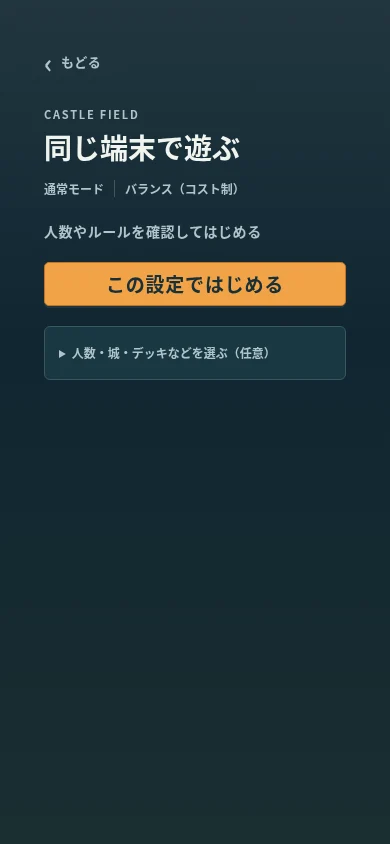 もどる
CASTLE FIELD
同じ端末で遊ぶ
通常モード バランス（コスト制）
人数やルールを確認してはじめる
この設定ではじめる
人数・城・デッキなどを選ぶ（任意）